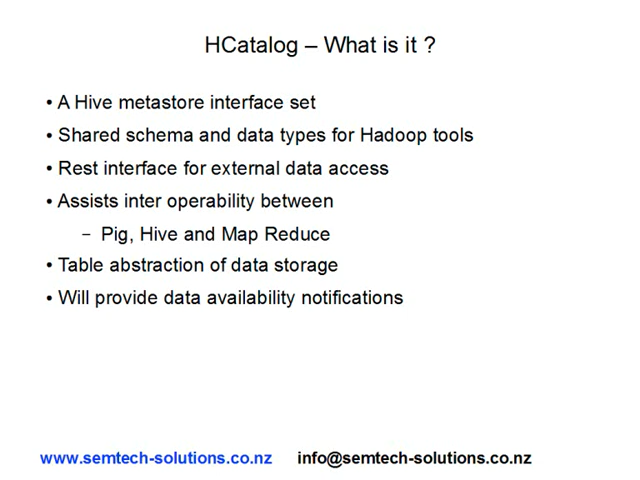 HCatalog – What is it ?
• A Hive metastore interface set
• Shared schema and data types for Hadoop tools
• Rest interface for external data access
• Assists inter operability between
– Pig, Hive and Map Reduce
• Table abstraction of data storage
• Will provide data availability notifications
www.semtech-solutions.co.nz info@semtech-solutions.co.nz